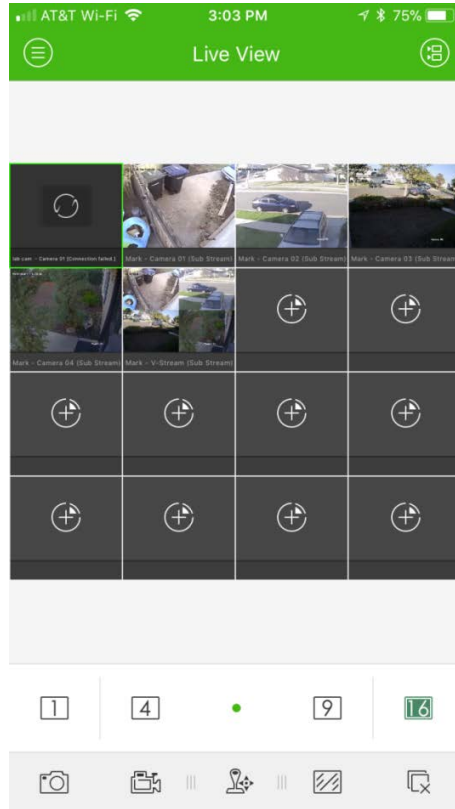 AT&T Wi-Fi 3:03 PM 75%
Live View
lab cam - Camera 01 (Connection failed.)
Mark - Camera 01 (Sub Stream)
Mark - Camera 02 (Sub Stream)
Mark - Camera 03 (Sub Stream)
Mark - Camera 04 (Sub Stream)
Mark - V-Stream (Sub Stream)
1 4 9 16